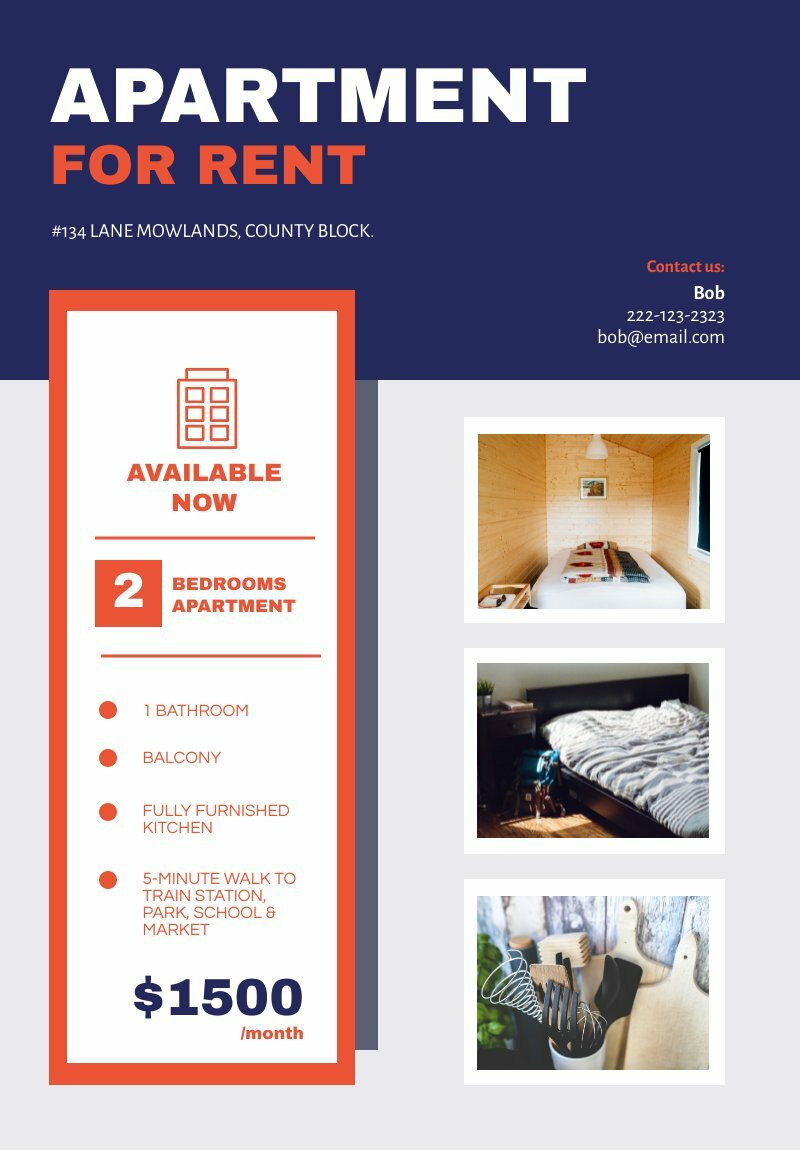 APARTMENT
FOR RENT
#134 LANE MOWLANDS, COUNTY BLOCK.
Contact us:
Bob
222-123-2323
bob@email.com
AVAILABLE
NOW
2
BEDROOMS
APARTMENT
1 BATHROOM
BALCONY
FULLY FURNISHED
KITCHEN
5-MINUTE WALK TO
TRAIN STATION,
PARK, SCHOOL &
MARKET
$1500
/month